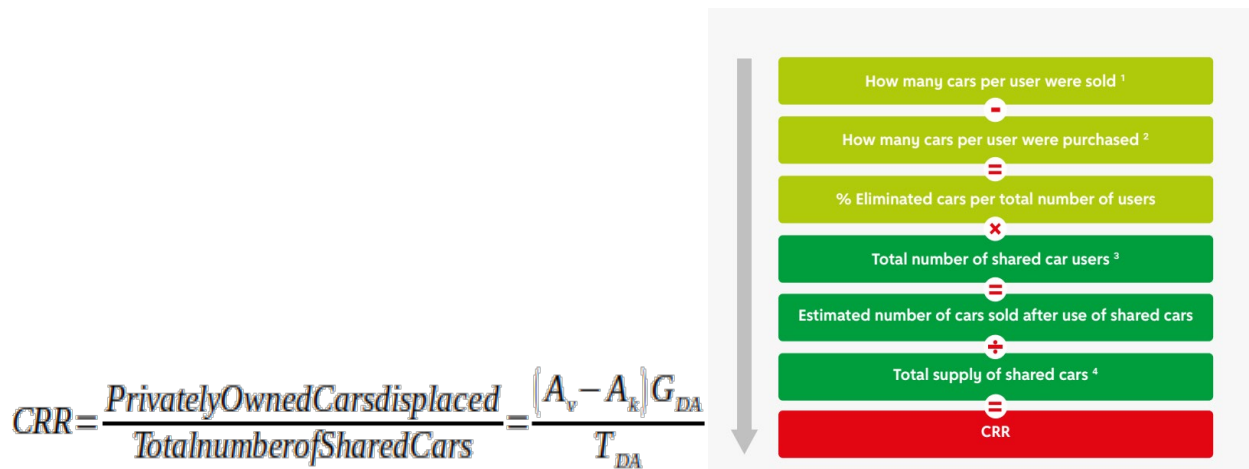 CRR = PrivatelyOwnedCarsdisplaced / TotalnumberofSharedCars = (A_v − A_k) G_DA / T_DA
How many cars per user were sold ¹
-
How many cars per user were purchased ²
=
% Eliminated cars per total number of users
×
Total number of shared car users ³
=
Estimated number of cars sold after use of shared cars
÷
Total supply of shared cars ⁴
=
CRR